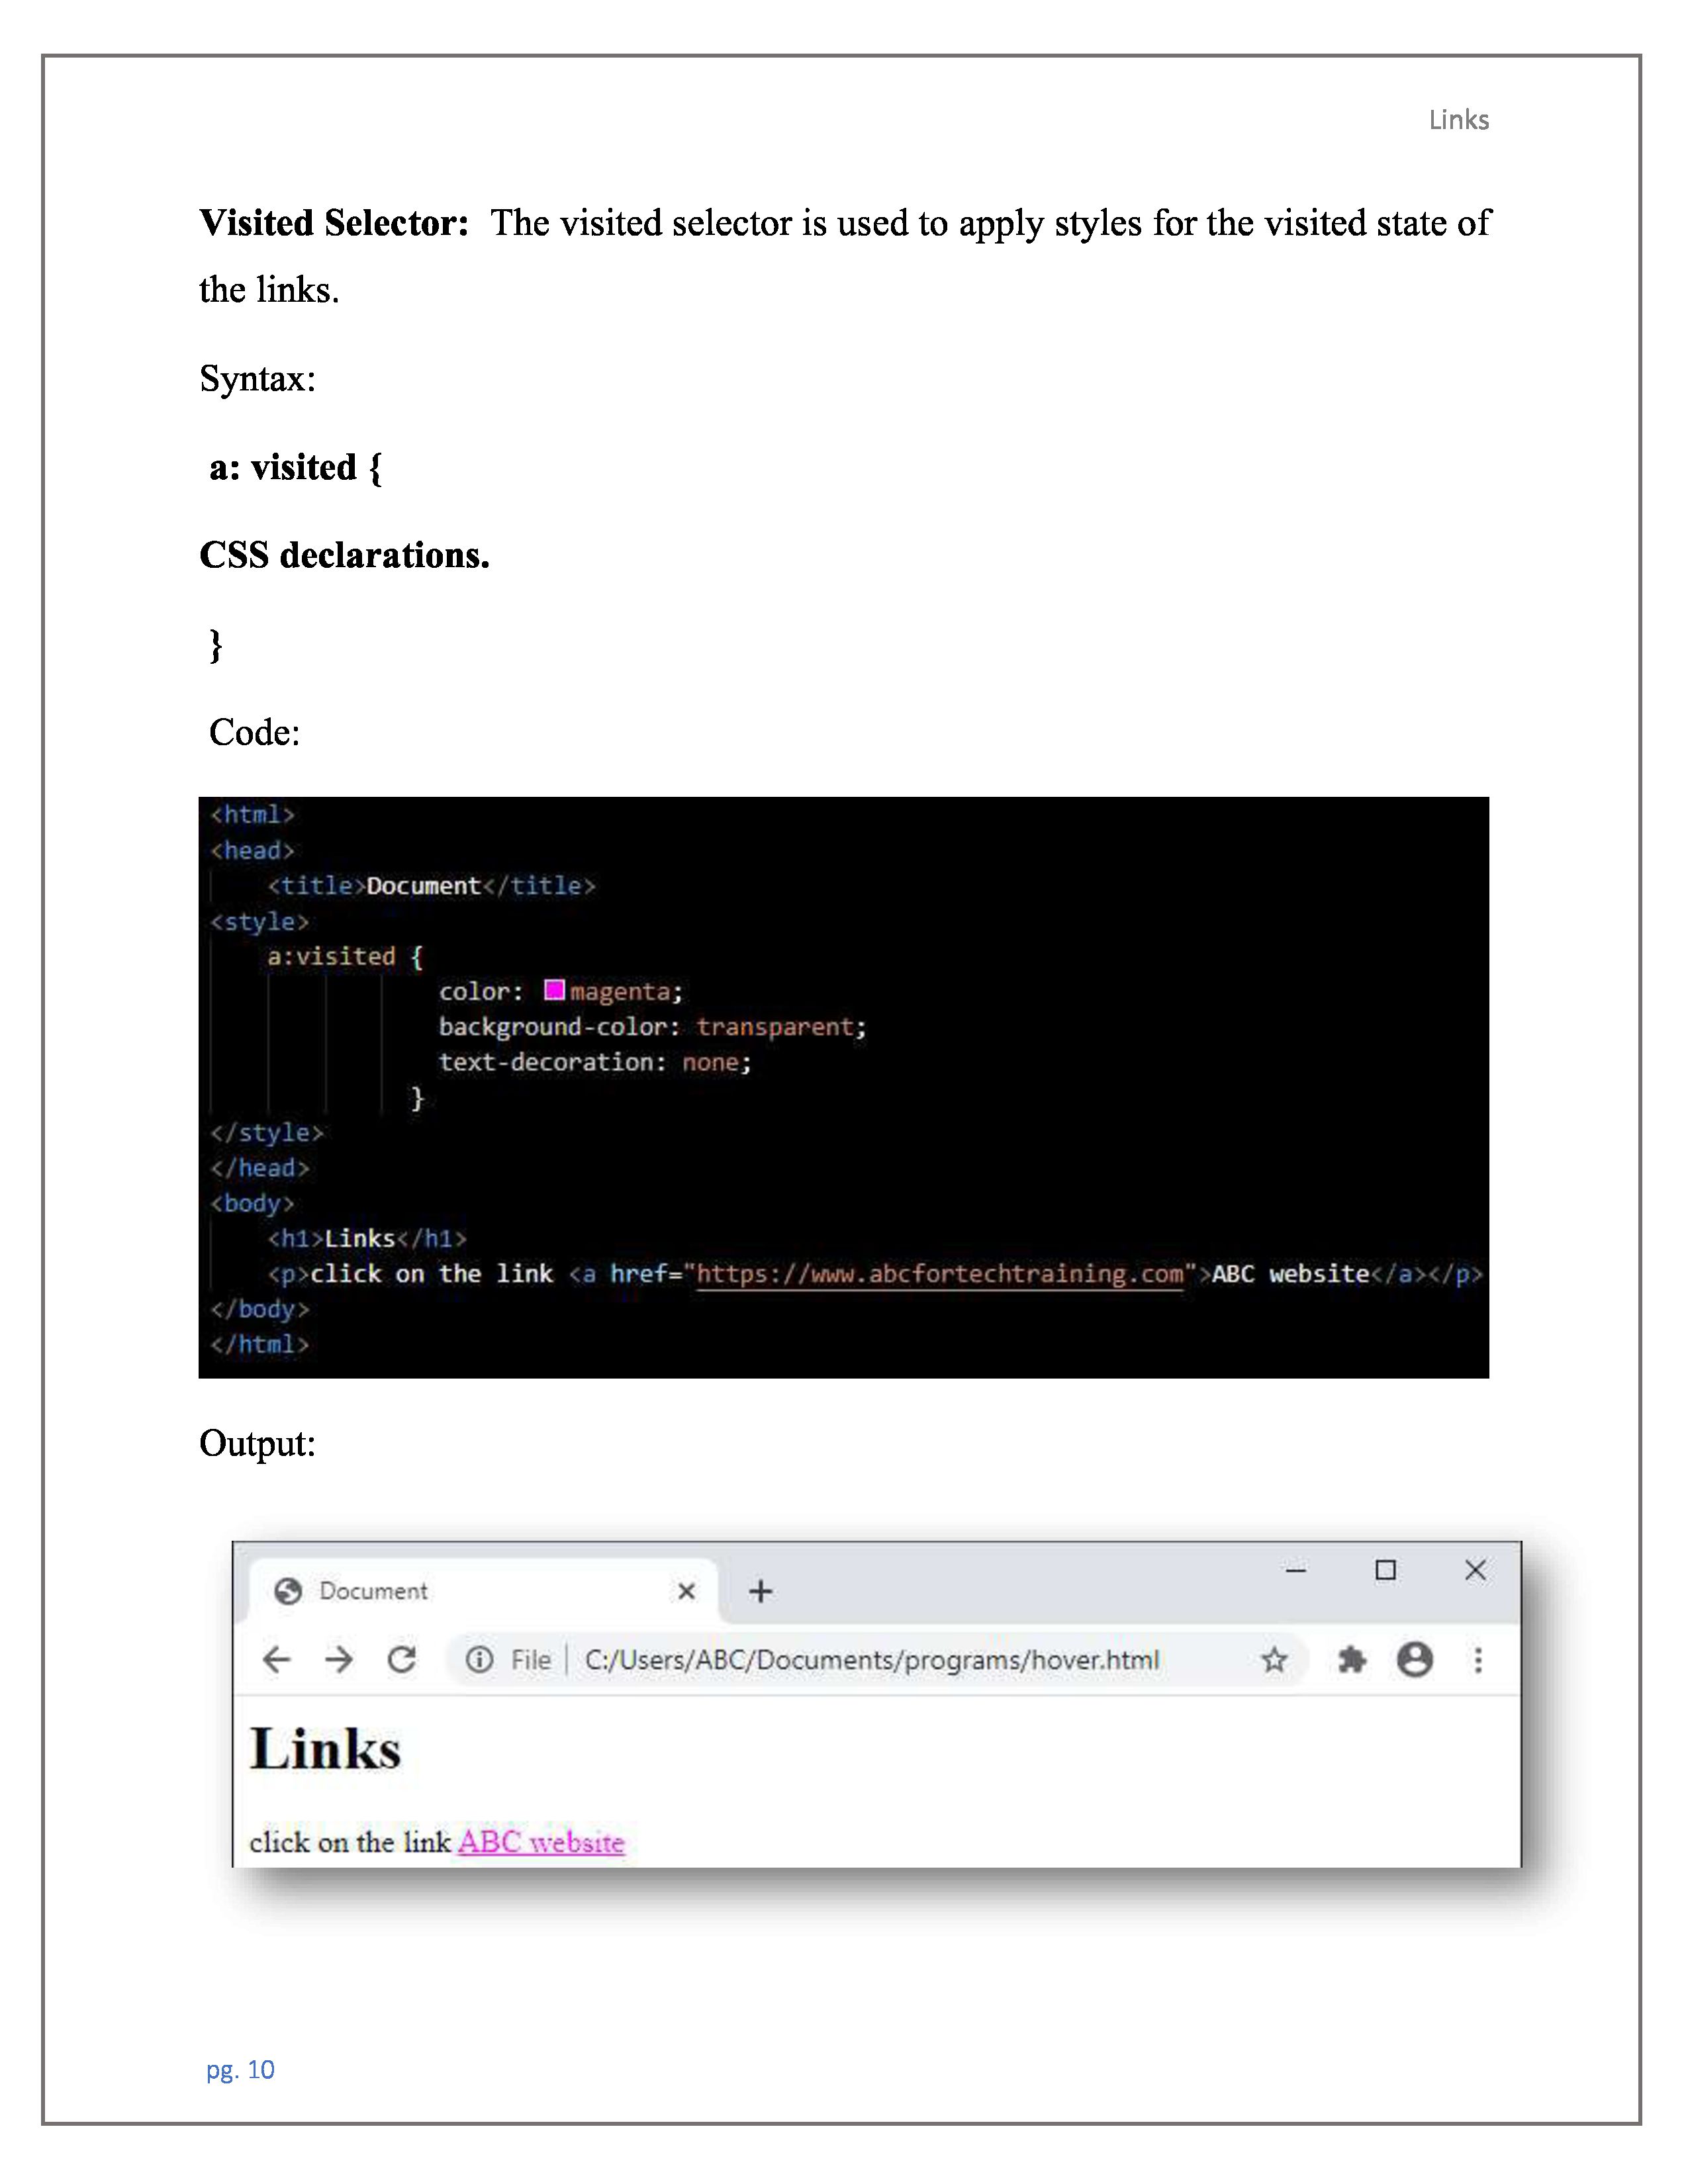 Links
Visited Selector: The visited selector is used to apply styles for the visited state of
the links.
Syntax:
a: visited {
CSS declarations.
}
Code:
<html>
<head>
<title>Document</title>
<style>
a:visited {
color: magenta;
background-color: transparent;
text-decoration: none;
}
</style>
</head>
<body>
<h1>Links</h1>
<p>click on the link <a href="https://www.abcfortechtraining.com">ABC website</a></p>
</body>
</html>
Output:
Document
File | C:/Users/ABC/Documents/programs/hover.html
Links
click on the link ABC website
pg. 10